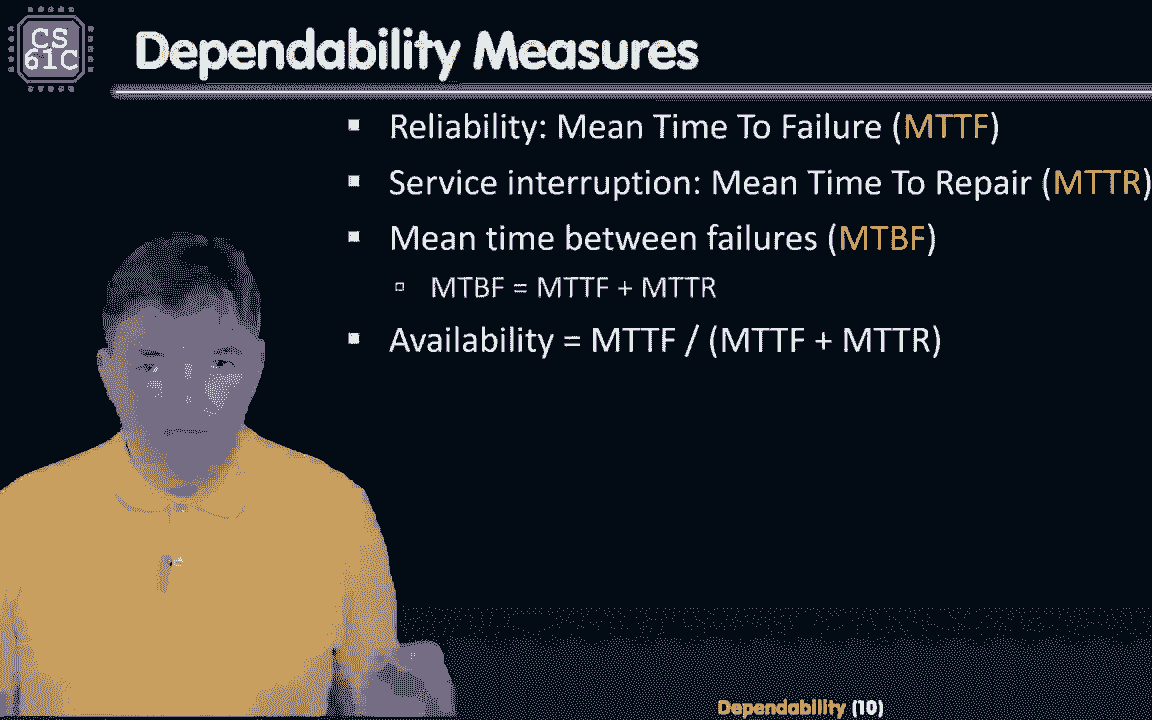 CS
61C
Dependability Measures
▪ Reliability: Mean Time To Failure (MTTF)
▪ Service interruption: Mean Time To Repair (MTTR)
▪ Mean time between failures (MTBF)
▫ MTBF = MTTF + MTTR
▪ Availability = MTTF / (MTTF + MTTR)
Dependability (10)